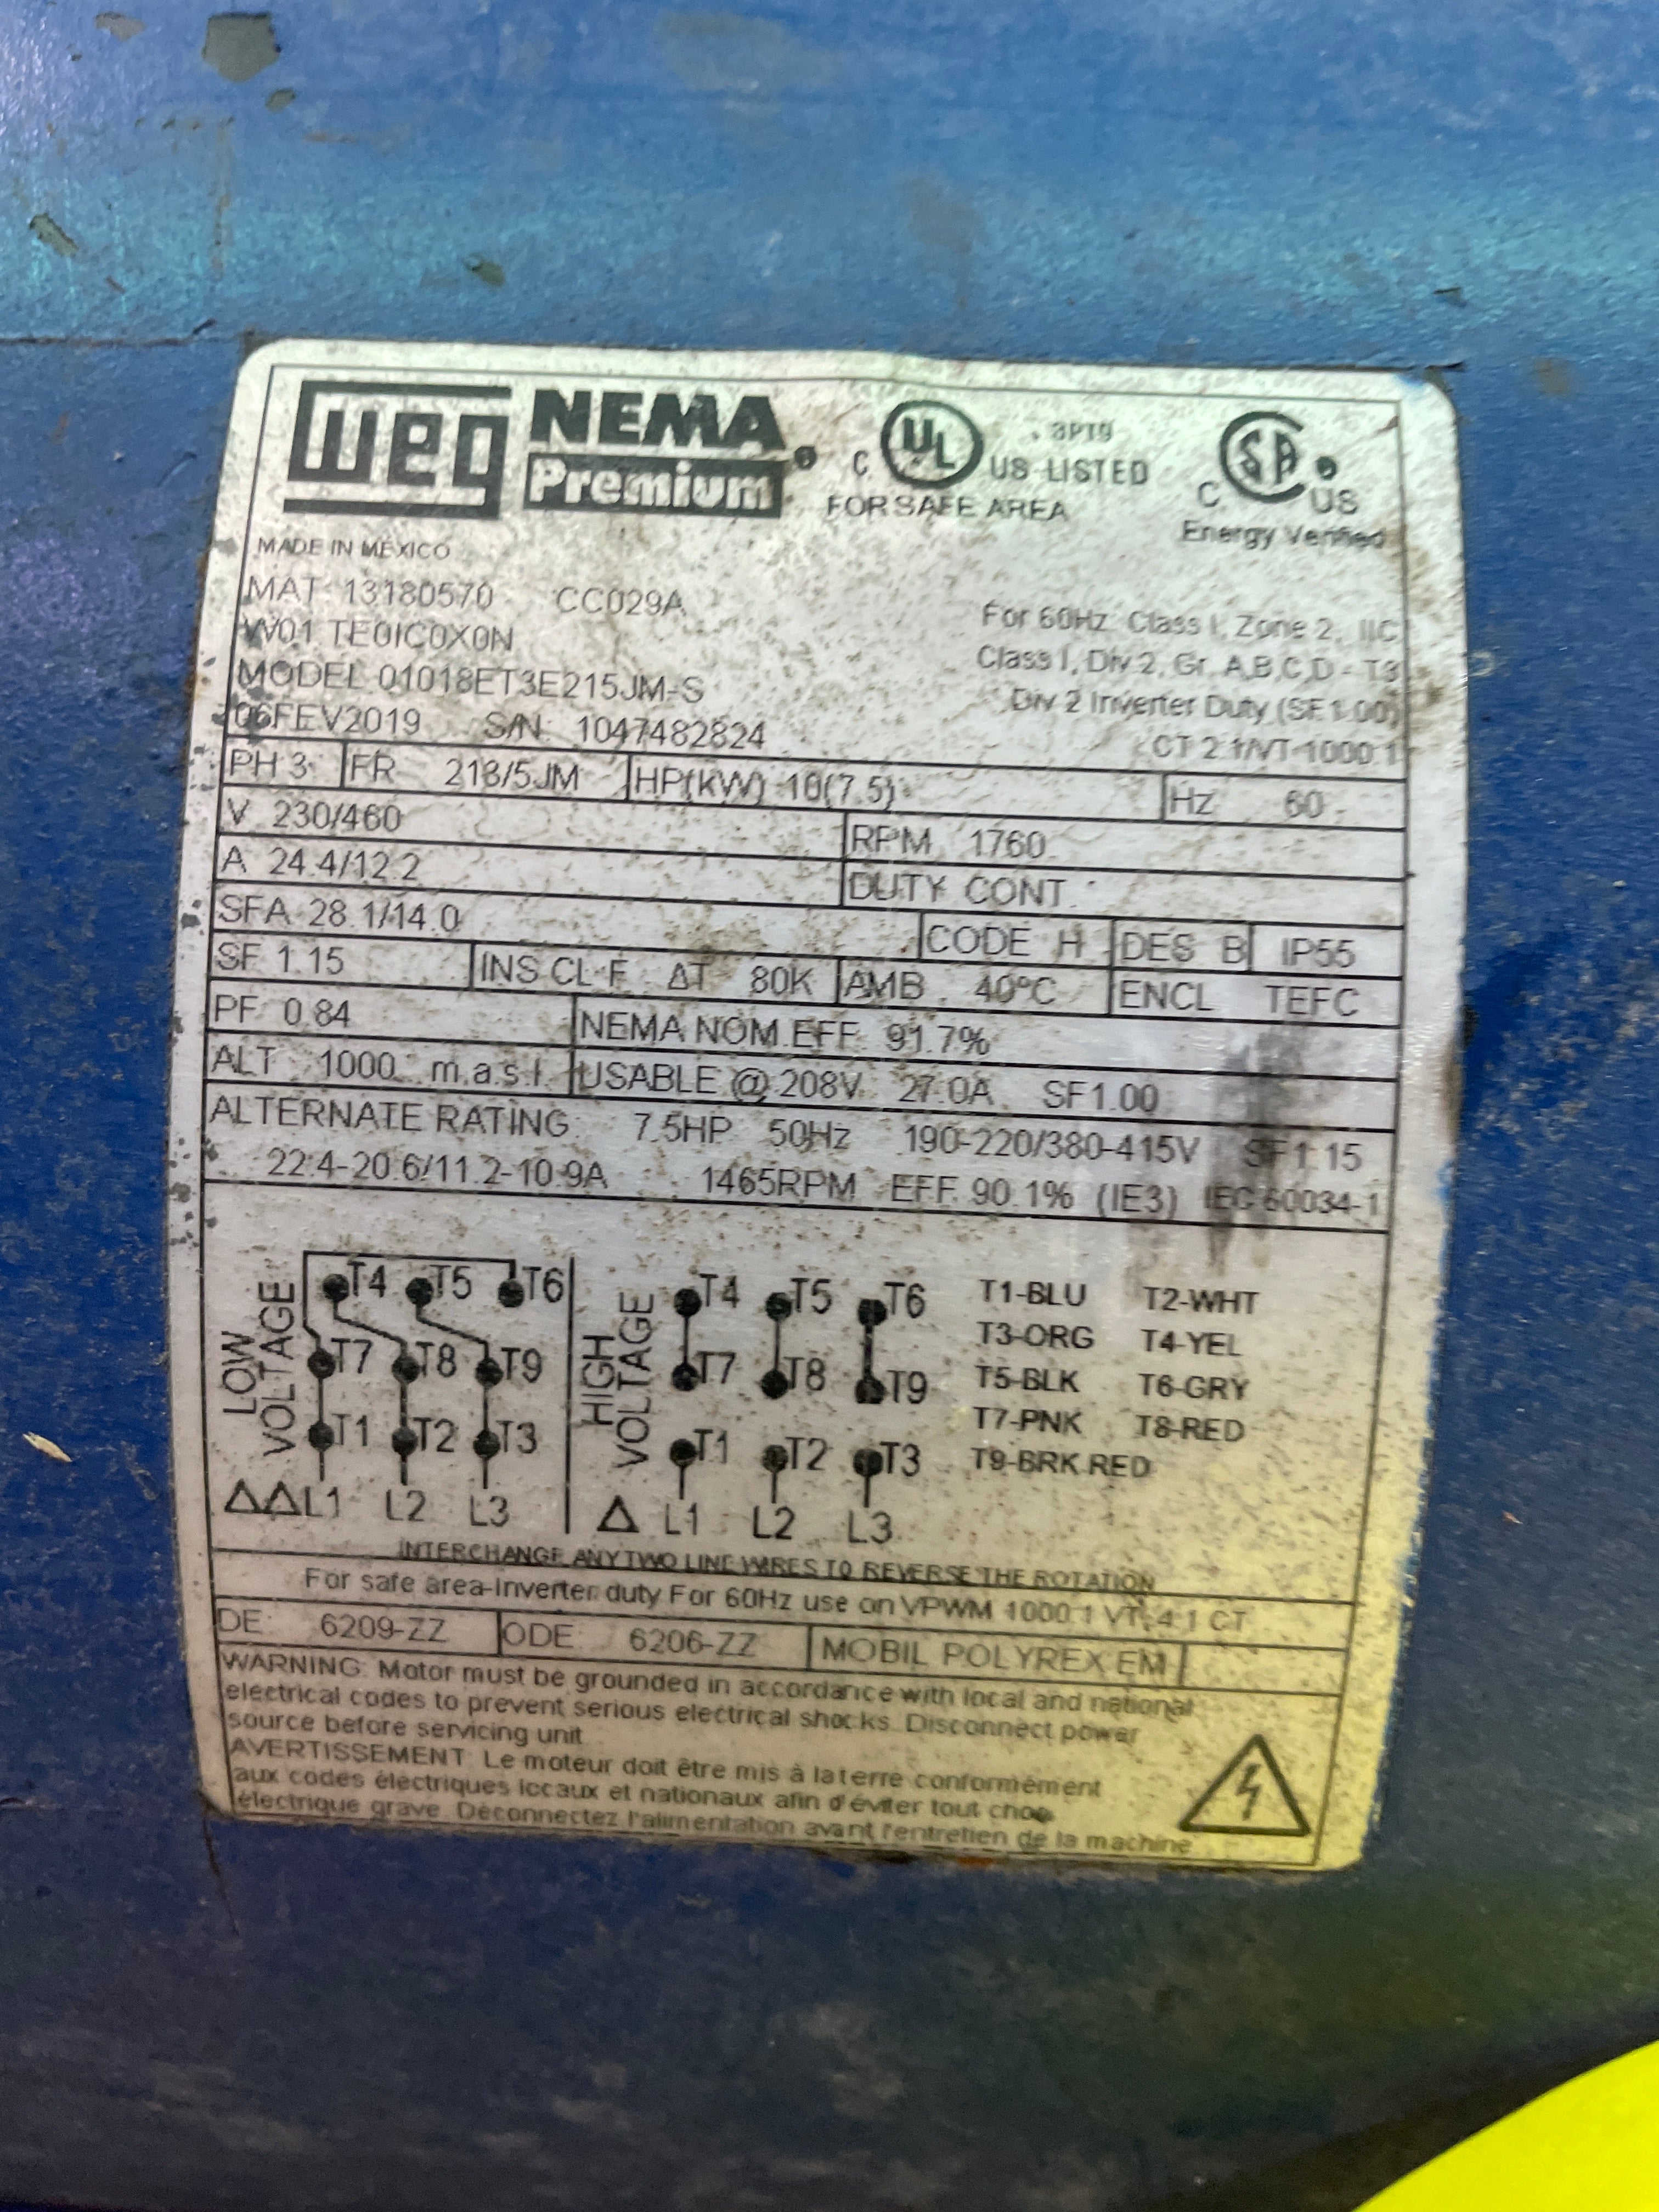 WEG NEMA Premium C UL US LISTED 3PT9 FOR SAFE AREA C SA US Energy Verified
MADE IN MEXICO
MAT: 13180570 CC029A
W01.TE0IC0X0N
MODEL 01018ET3E215JM-S
06FEV2019 S/N: 1047482824
For 60Hz: Class I, Zone 2, IIC
Class I, Div 2, Gr. A,B,C,D - T3
Div 2 Inverter Duty (SF1.00)
CT 2:1/VT 1000:1
PH 3 FR 213/5JM HP(kW) 10(7.5) Hz 60
V 230/460 RPM 1760
A 24.4/12.2 DUTY CONT.
SFA 28.1/14.0 CODE H DES B IP55
SF 1.15 INS CL F ΔT 80K AMB. 40°C ENCL TEFC
PF 0.84 NEMA NOM.EFF. 91.7%
ALT 1000 m.a.s.l. USABLE @ 208V 27.0A SF1.00
ALTERNATE RATING: 7.5HP 50Hz 190-220/380-415V SF1.15
22.4-20.6/11.2-10.9A 1465RPM EFF. 90.1% (IE3) IEC 60034-1
LOW VOLTAGE
T4 T5 T6
T7 T8 T9
T1 T2 T3
ΔΔ L1 L2 L3
HIGH VOLTAGE
T4 T5 T6
T7 T8 T9
T1 T2 T3
Δ L1 L2 L3
T1-BLU T2-WHT
T3-ORG T4-YEL
T5-BLK T6-GRY
T7-PNK T8-RED
T9-BRK RED
INTERCHANGE ANY TWO LINE WIRES TO REVERSE THE ROTATION
For safe area-Inverter duty For 60Hz use on VPWM 1000:1 VT, 4:1 CT
DE: 6209-ZZ ODE: 6206-ZZ MOBIL POLYREX EM
WARNING: Motor must be grounded in accordance with local and national
electrical codes to prevent serious electrical shocks. Disconnect power
source before servicing unit.
AVERTISSEMENT: Le moteur doit être mis à la terre conformément
aux codes électriques locaux et nationaux afin d'éviter tout choc
électrique grave. Déconnectez l'alimentation avant l'entretien de la machine.